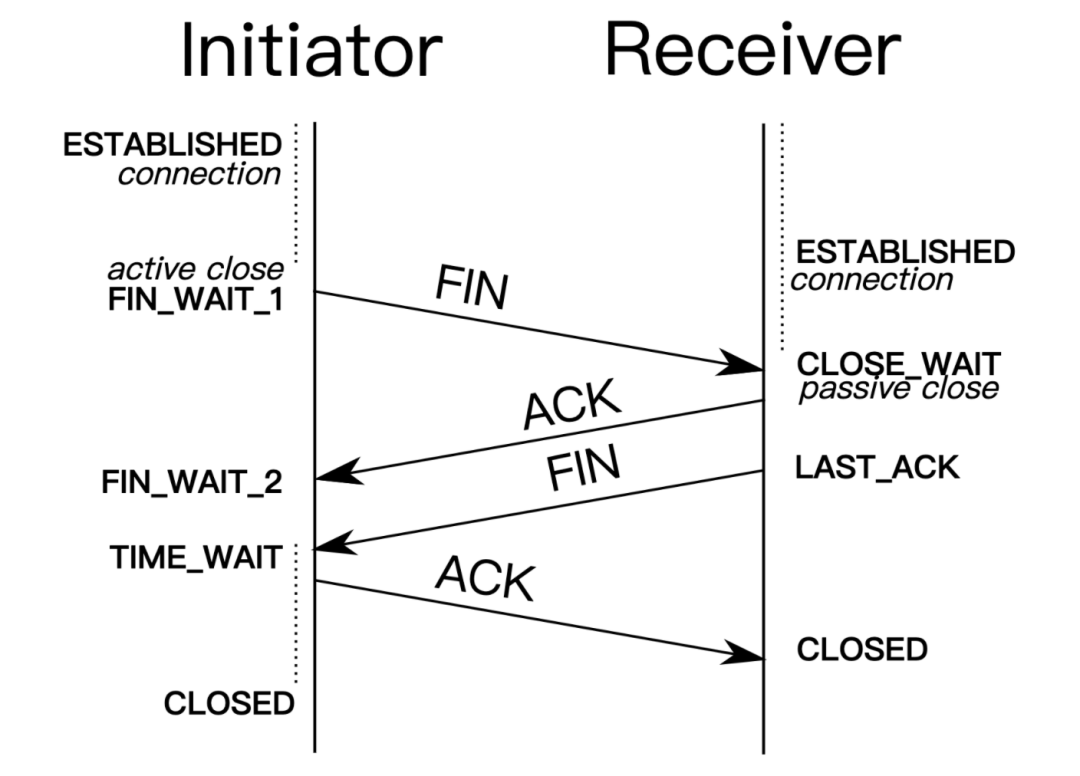 Initiator
Receiver
ESTABLISHED
connection
ESTABLISHED
connection
active close
FIN_WAIT_1
FIN
CLOSE_WAIT
passive close
ACK
FIN
LAST_ACK
FIN_WAIT_2
TIME_WAIT
ACK
CLOSED
CLOSED